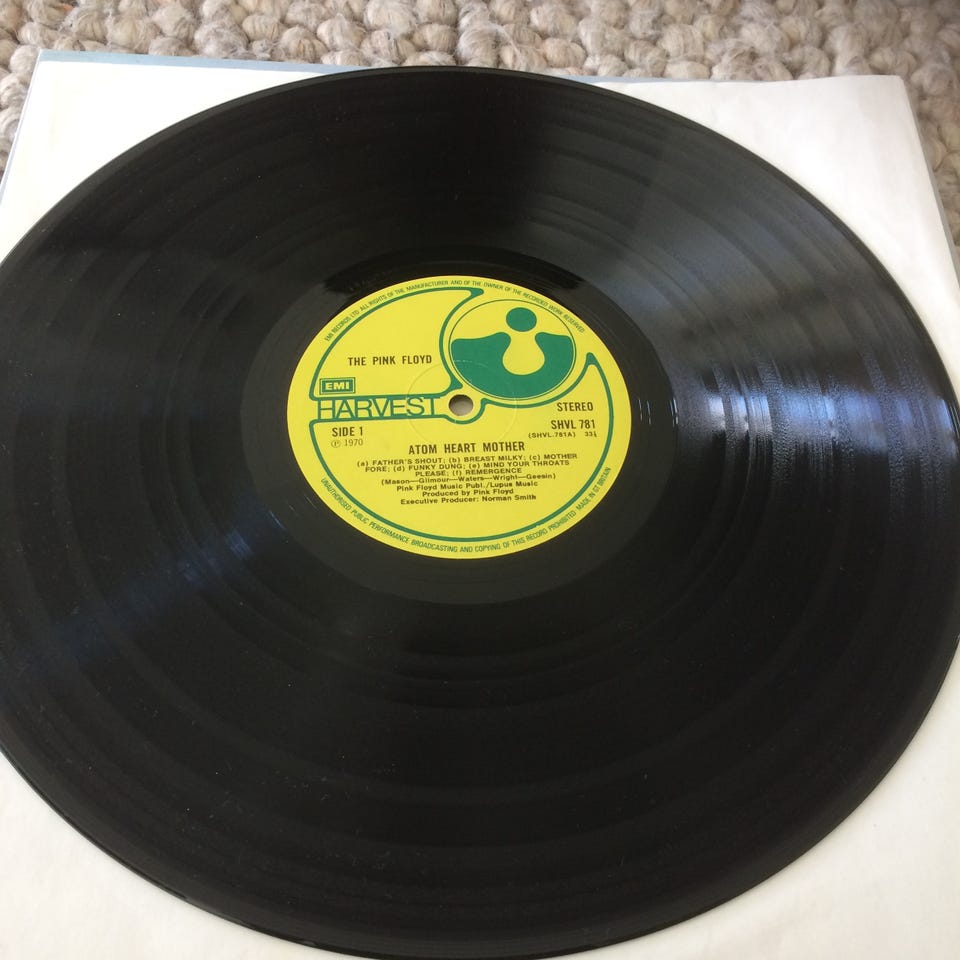 EMI RECORDS LTD ALL RIGHTS OF THE MANUFACTURER AND OF THE OWNER OF THE RECORDED WORK RESERVED
THE PINK FLOYD
EMI
HARVEST
STEREO
SIDE 1
SHVL 781
℗ 1970
(SHVL.781A) 33⅓
ATOM HEART MOTHER
(a) FATHER'S SHOUT; (b) BREAST MILKY; (c) MOTHER
FORE; (d) FUNKY DUNG; (e) MIND YOUR THROATS
PLEASE; (f) REMERGENCE
(Mason—Gilmour—Waters—Wright—Geesin)
Pink Floyd Music Publ./Lupus Music
Produced by Pink Floyd
Executive Producer: Norman Smith
UNAUTHORISED PUBLIC PERFORMANCE BROADCASTING AND COPYING OF THIS RECORD PROHIBITED MADE IN GT BRITAIN